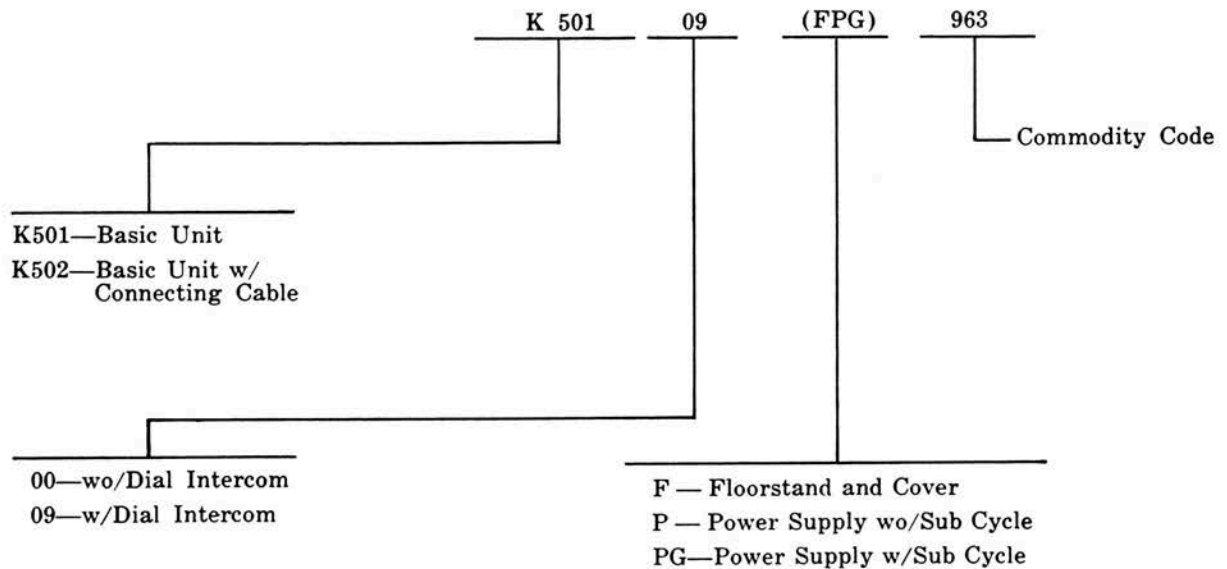 K 501 09 (FPG) 963
Commodity Code
K501—Basic Unit
K502—Basic Unit w/
Connecting Cable
00—wo/Dial Intercom
09—w/Dial Intercom
F — Floorstand and Cover
P — Power Supply wo/Sub Cycle
PG—Power Supply w/Sub Cycle